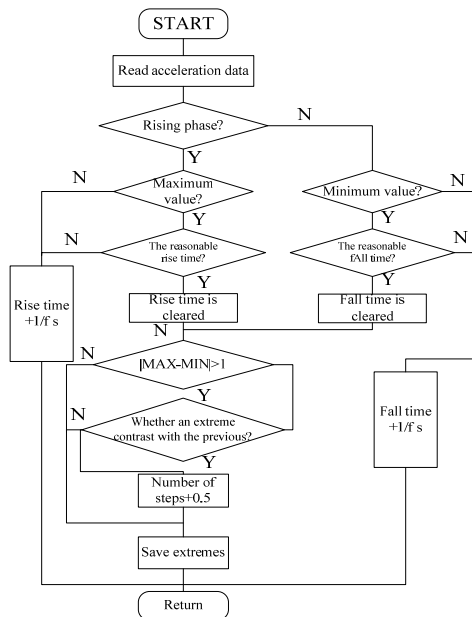 START
Read acceleration data
Rising phase?
N
Y
N
Maximum
value?
Minimum value?
N
Y
Y
N
The reasonable
rise time?
The reasonable
fAll time?
N
Y
Y
Rise time
+1/f s
Rise time is
cleared
Fall time is
cleared
N
N
|MAX-MIN|>1
Y
N
Whether an extreme
contrast with the previous?
Fall time
+1/f s
Y
Number of
steps+0.5
Save extremes
Return